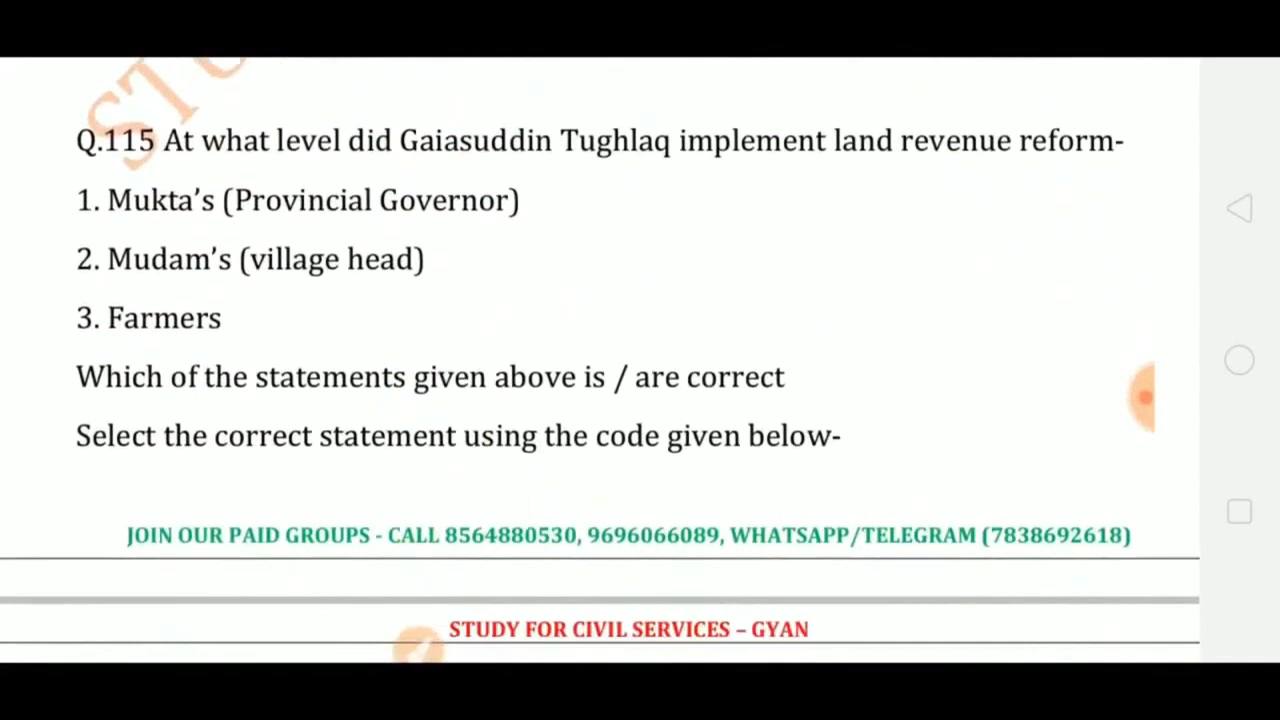 Q.115 At what level did Gaiasuddin Tughlaq implement land revenue reform-
1. Mukta's (Provincial Governor)
2. Mudam's (village head)
3. Farmers
Which of the statements given above is / are correct
Select the correct statement using the code given below-
JOIN OUR PAID GROUPS - CALL 8564880530, 9696066089, WHATSAPP/TELEGRAM (7838692618)
STUDY FOR CIVIL SERVICES – GYAN